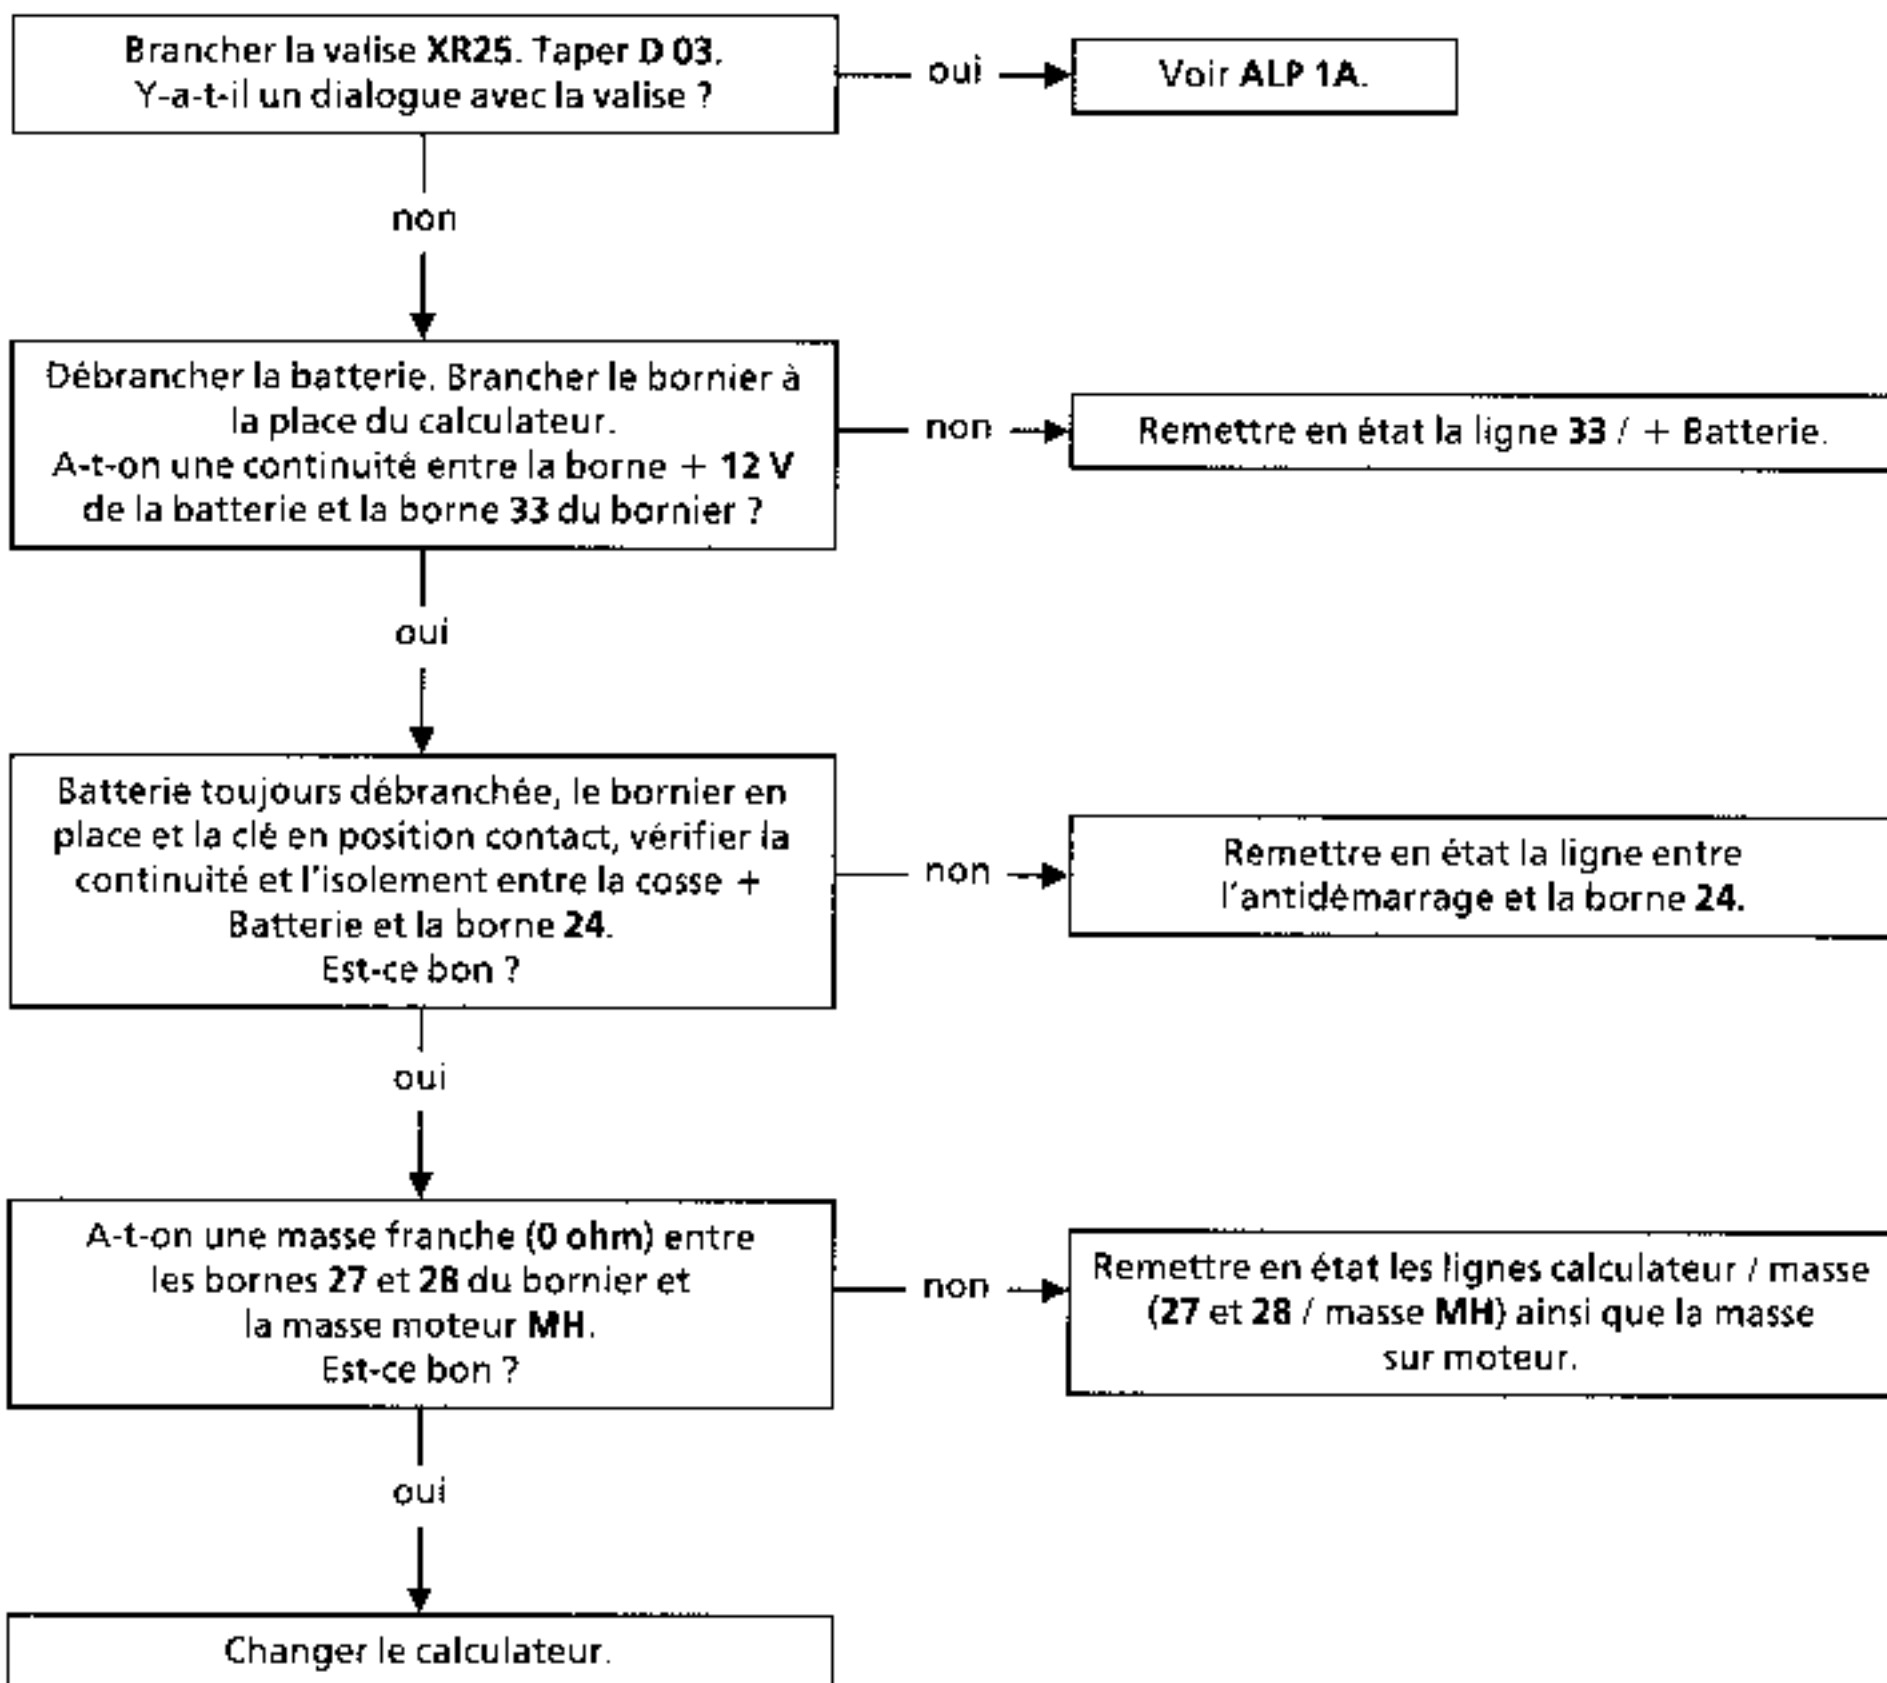 Brancher la valise XR25. Taper D 03.
Y-a-t-il un dialogue avec la valise ?
oui
Voir ALP 1A.
non
Débrancher la batterie. Brancher le bornier à
la place du calculateur.
A-t-on une continuité entre la borne + 12 V
de la batterie et la borne 33 du bornier ?
non
Remettre en état la ligne 33 / + Batterie.
oui
Batterie toujours débranchée, le bornier en
place et la clé en position contact, vérifier la
continuité et l'isolement entre la cosse +
Batterie et la borne 24.
Est-ce bon ?
non
Remettre en état la ligne entre
l'antidémarrage et la borne 24.
oui
A-t-on une masse franche (0 ohm) entre
les bornes 27 et 28 du bornier et
la masse moteur MH.
Est-ce bon ?
non
Remettre en état les lignes calculateur / masse
(27 et 28 / masse MH) ainsi que la masse
sur moteur.
oui
Changer le calculateur.